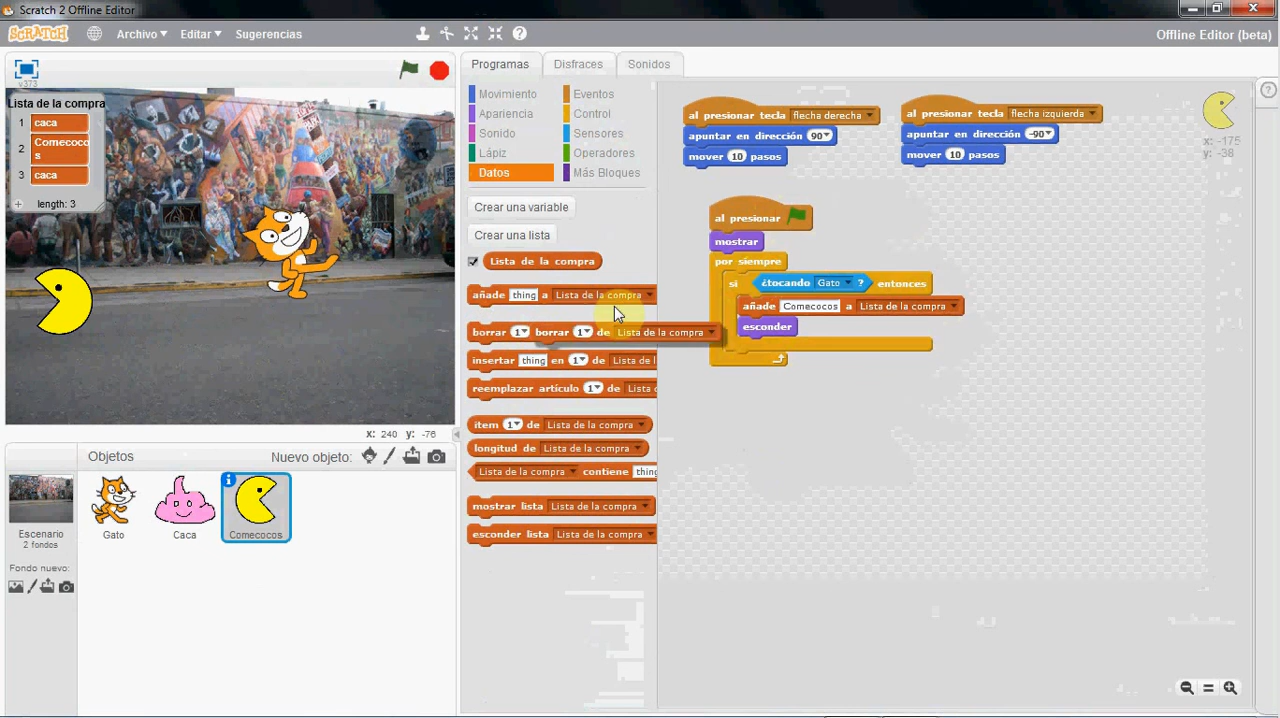 Scratch 2 Offline Editor
SCRATCH Archivo Editar Sugerencias Offline Editor (beta)
v373
Lista de la compra
1 caca
2 Comecoco
s
3 caca
+ length: 3
x: 240 y: -76
Objetos Nuevo objeto:
Escenario
2 fondos
Fondo nuevo:
Gato
Caca
Comecocos
Programas Disfraces Sonidos
Movimiento Eventos
Apariencia Control
Sonido Sensores
Lápiz Operadores
Datos Más Bloques
Crear una variable
Crear una lista
Lista de la compra
añade thing a Lista de la compra
borrar 1 borrar 1 de Lista de la compra
insertar thing en 1 de Lista de la
reemplazar artículo 1 de Lista
item 1 de Lista de la compra
longitud de Lista de la compra
Lista de la compra contiene thing
mostrar lista Lista de la compra
esconder lista Lista de la compra
al presionar tecla flecha derecha
apuntar en dirección 90
mover 10 pasos
al presionar tecla flecha izquierda
apuntar en dirección -90
mover 10 pasos
al presionar
mostrar
por siempre
si ¿tocando Gato ? entonces
añade Comecocos a Lista de la compra
esconder
x: -175
y: -38